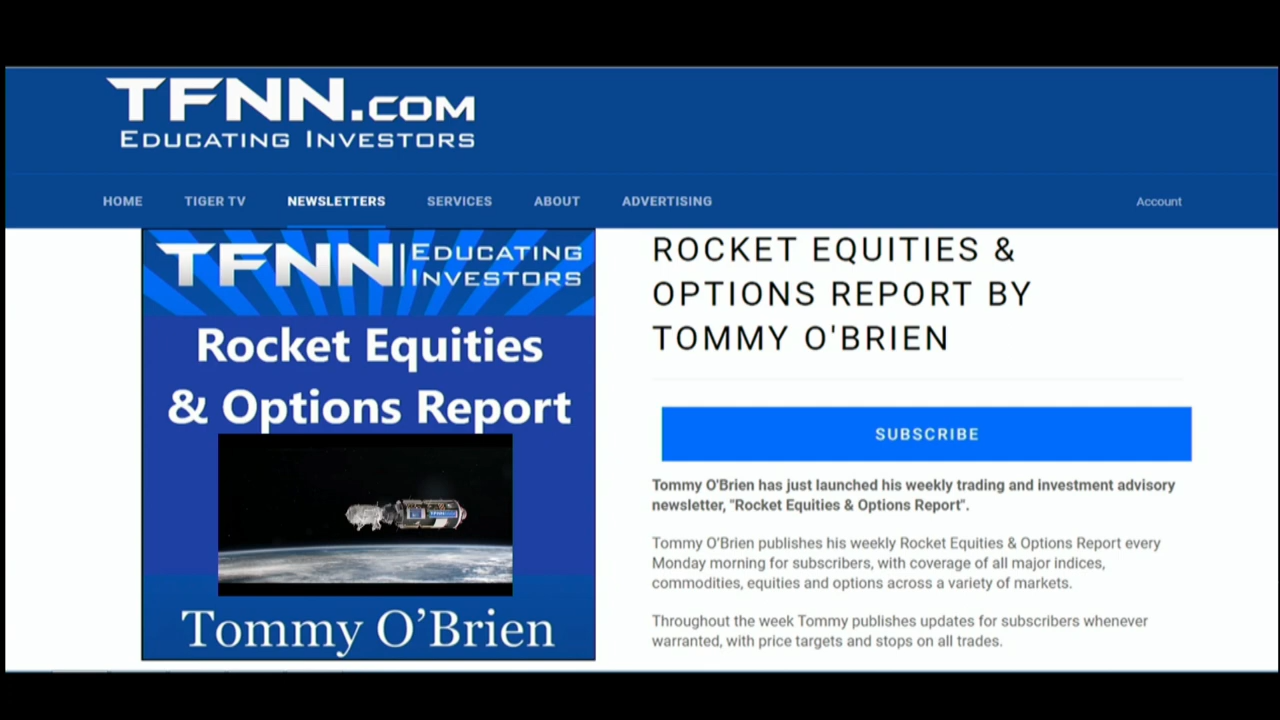 TFNN.COM
EDUCATING INVESTORS
HOME TIGER TV NEWSLETTERS SERVICES ABOUT ADVERTISING Account
TFNN EDUCATING
INVESTORS
Rocket Equities
& Options Report
TFNN
Tommy O’Brien
ROCKET EQUITIES &
OPTIONS REPORT BY
TOMMY O'BRIEN
SUBSCRIBE
Tommy O'Brien has just launched his weekly trading and investment advisory
newsletter, "Rocket Equities & Options Report".
Tommy O’Brien publishes his weekly Rocket Equities & Options Report every
Monday morning for subscribers, with coverage of all major indices,
commodities, equities and options across a variety of markets.
Throughout the week Tommy publishes updates for subscribers whenever
warranted, with price targets and stops on all trades.